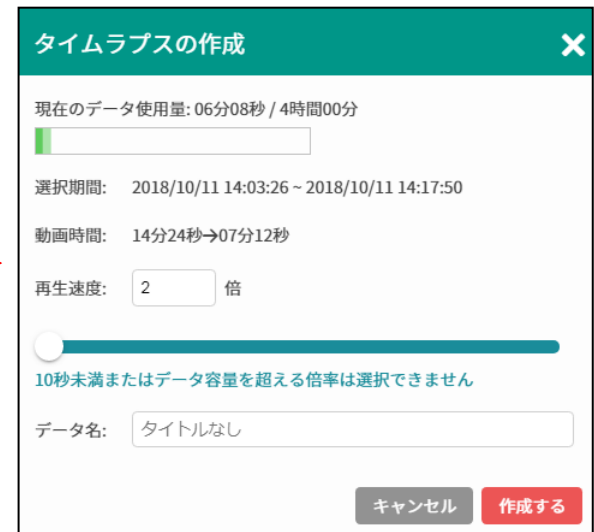 タイムラプスの作成
現在のデータ使用量: 06分08秒 / 4時間00分
選択期間: 2018/10/11 14:03:26 ~ 2018/10/11 14:17:50
動画時間: 14分24秒→07分12秒
再生速度: 2 倍
10秒未満またはデータ容量を超える倍率は選択できません
データ名: タイトルなし
キャンセル 作成する